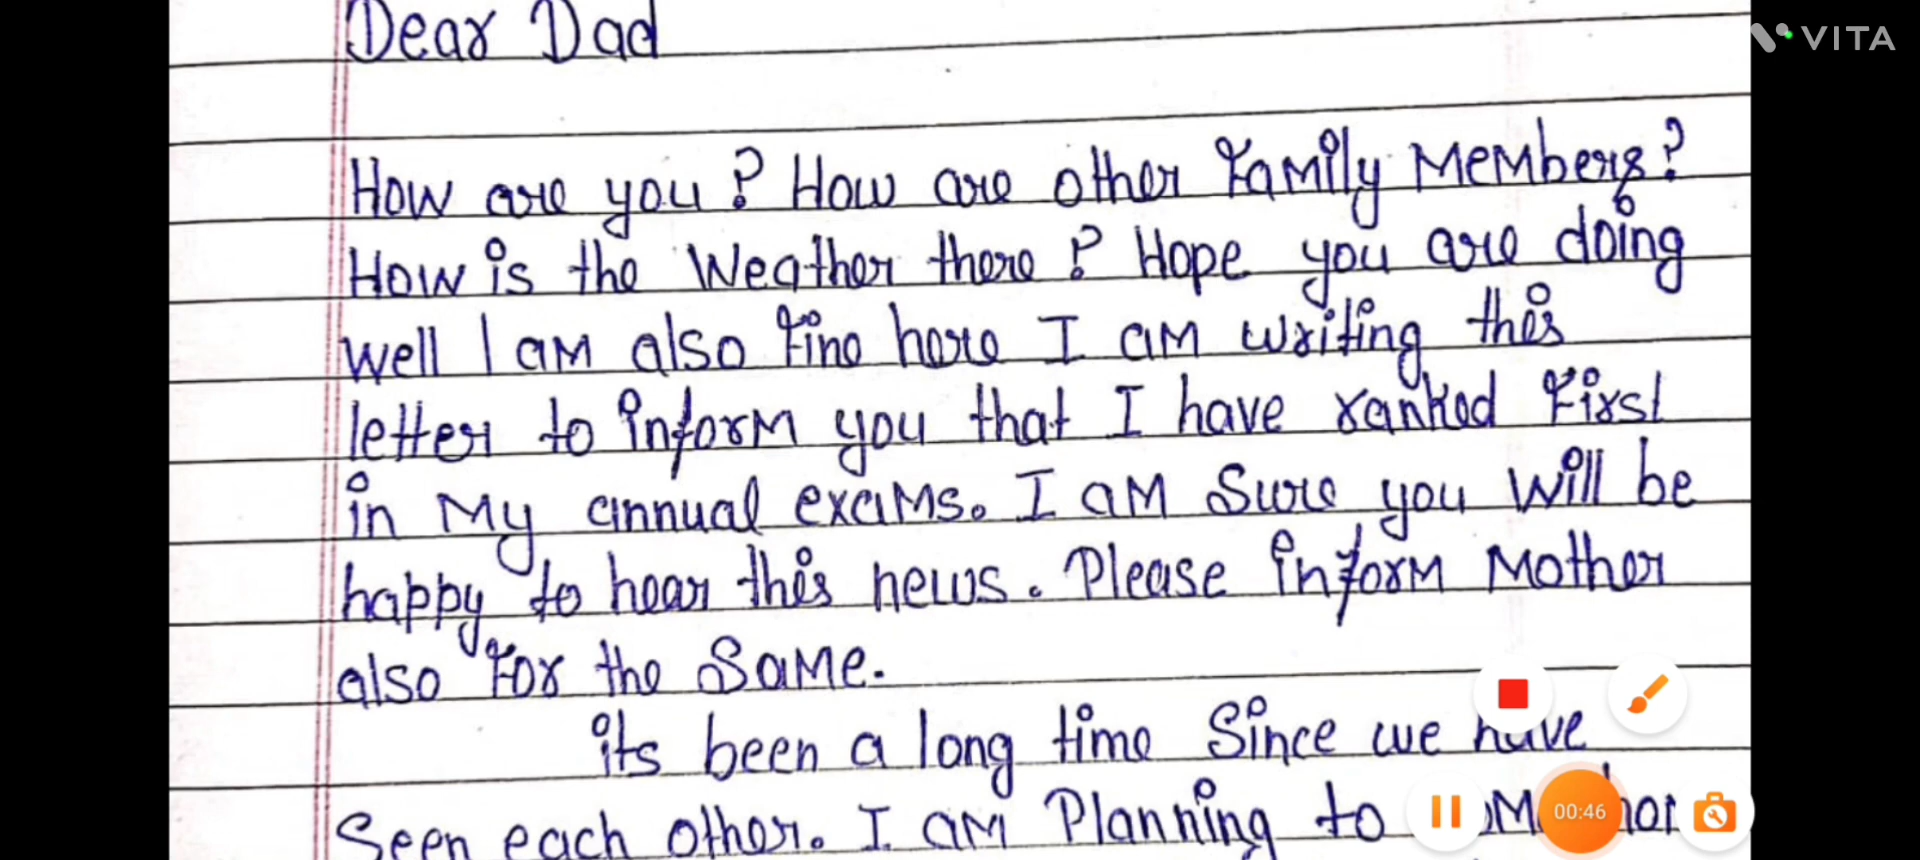 Dear Dad
VITA
How are you? How are other Family Members?
How is the Weather there? Hope you are doing
well I am also fine here I am writing this
letter to inform you that I have ranked First
in My annual exams. I aM Sure you will be
happy to hear this news. Please inform Mother
also For the Same.
its been a long time Since we have
Seen each other. I am Planning to
00:46